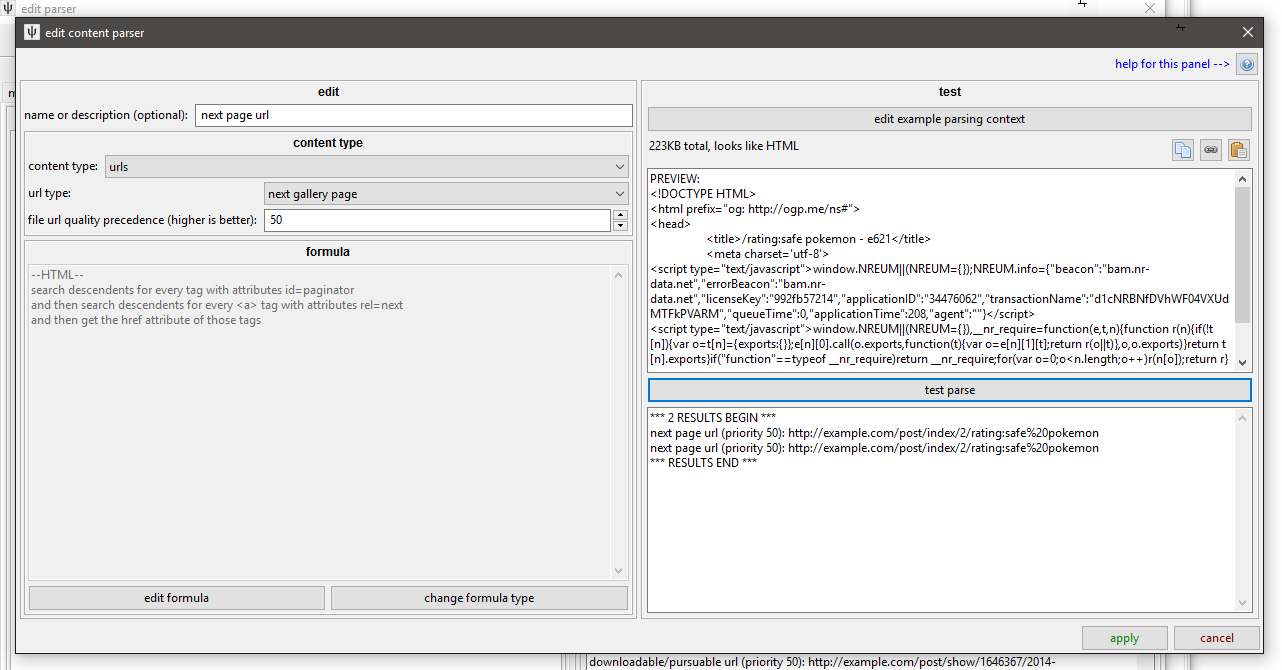 edit parser
edit content parser
help for this panel -->
edit
name or description (optional): next page url
content type
content type: urls
url type: next gallery page
file url quality precedence (higher is better): 50
formula
--HTML--
search descendents for every tag with attributes id=paginator
and then search descendents for every <a> tag with attributes rel=next
and then get the href attribute of those tags
edit formula
change formula type
test
edit example parsing context
223KB total, looks like HTML
PREVIEW:
<!DOCTYPE HTML>
<html prefix="og: http://ogp.me/ns#">
<head>
<title>/rating:safe pokemon - e621</title>
<meta charset='utf-8'>
<script type="text/javascript">window.NREUM||(NREUM={});NREUM.info={"beacon":"bam.nr-
data.net","errorBeacon":"bam.nr-
data.net","licenseKey":"992fb57214","applicationID":"34476062","transactionName":"d1cNRBNfDVhWF04VXUd
MTFkPVARM","queueTime":0,"applicationTime":208,"agent":""}</script>
<script type="text/javascript">window.NREUM||(NREUM={}),__nr_require=function(e,t,n){function r(n){if(!t
[n]){var o=t[n]={exports:{}};e[n][0].call(o.exports,function(t){var o=e[n][1][t];return r(o||t)},o,o.exports)}return t
[n].exports}if("function"==typeof __nr_require)return __nr_require;for(var o=0;o<n.length;o++)r(n[o]);return r}
test parse
*** 2 RESULTS BEGIN ***
next page url (priority 50): http://example.com/post/index/2/rating:safe%20pokemon
next page url (priority 50): http://example.com/post/index/2/rating:safe%20pokemon
*** RESULTS END ***
apply
cancel
downloadable/pursuable url (priority 50): http://example.com/post/show/1646367/2014-